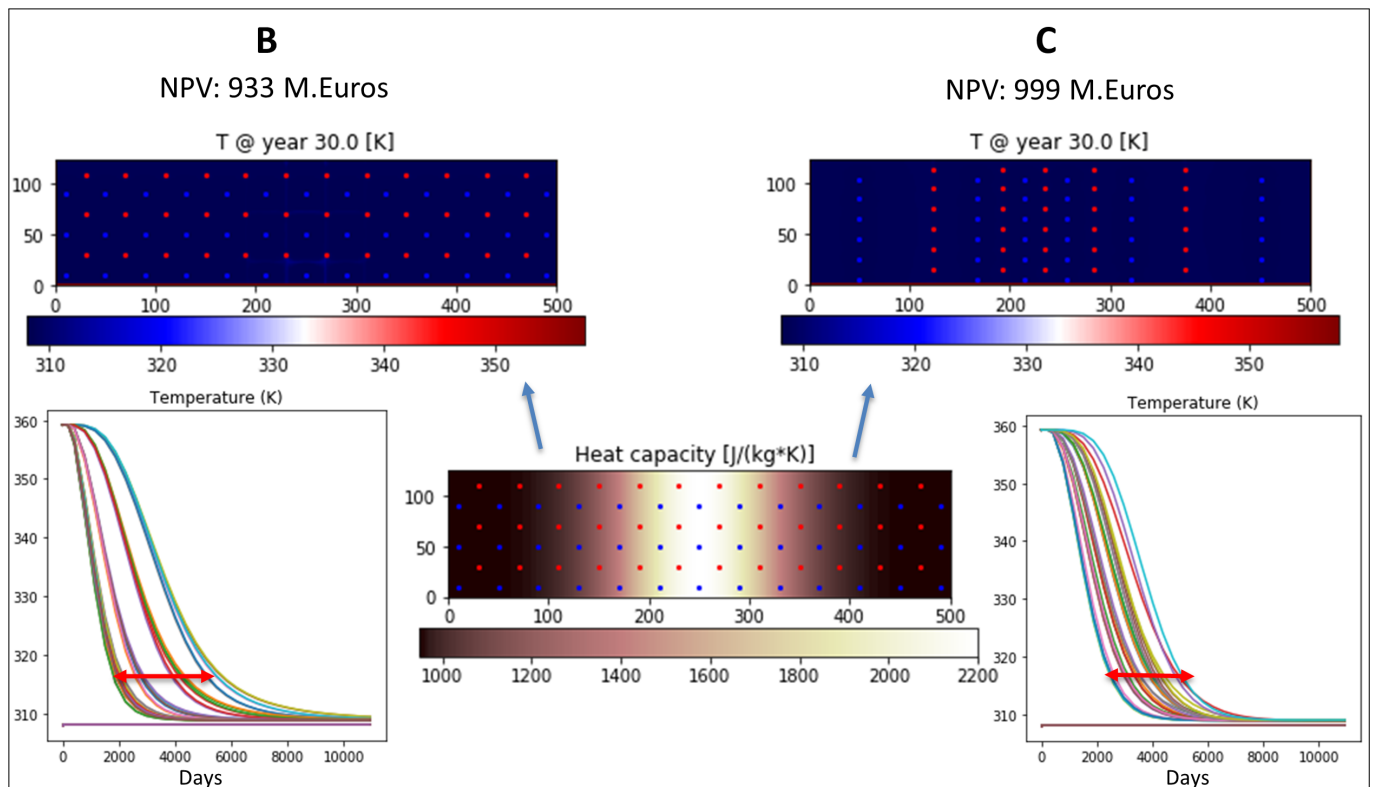 B
NPV: 933 M.Euros
T @ year 30.0 [K]
100
50
0
0 100 200 300 400 500
310 320 330 340 350
Temperature (K)
360
350
340
330
320
310
0 2000 4000 6000 8000 10000
Days
Heat capacity [J/(kg*K)]
100
50
0
0 100 200 300 400 500
1000 1200 1400 1600 1800 2000 2200
C
NPV: 999 M.Euros
T @ year 30.0 [K]
100
50
0
0 100 200 300 400 500
310 320 330 340 350
Temperature (K)
360
350
340
330
320
310
0 2000 4000 6000 8000 10000
Days